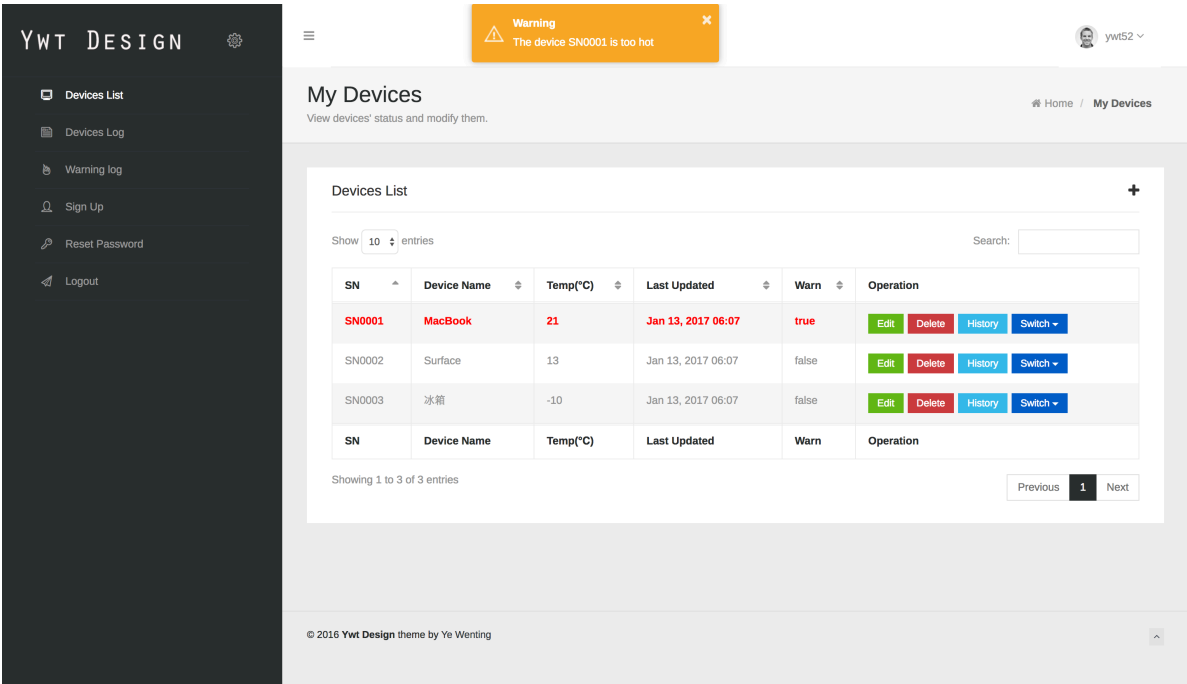 Ywt Design
Warning
The device SN0001 is too hot
ywt52
Devices List
Devices Log
Warning log
Sign Up
Reset Password
Logout
My Devices
View devices' status and modify them.
Home / My Devices
Devices List
Show 10 entries
Search:
SN Device Name Temp(°C) Last Updated Warn Operation
SN0001 MacBook 21 Jan 13, 2017 06:07 true Edit Delete History Switch
SN0002 Surface 13 Jan 13, 2017 06:07 false Edit Delete History Switch
SN0003 冰箱 -10 Jan 13, 2017 06:07 false Edit Delete History Switch
SN Device Name Temp(°C) Last Updated Warn Operation
Showing 1 to 3 of 3 entries
Previous 1 Next
© 2016 Ywt Design theme by Ye Wenting